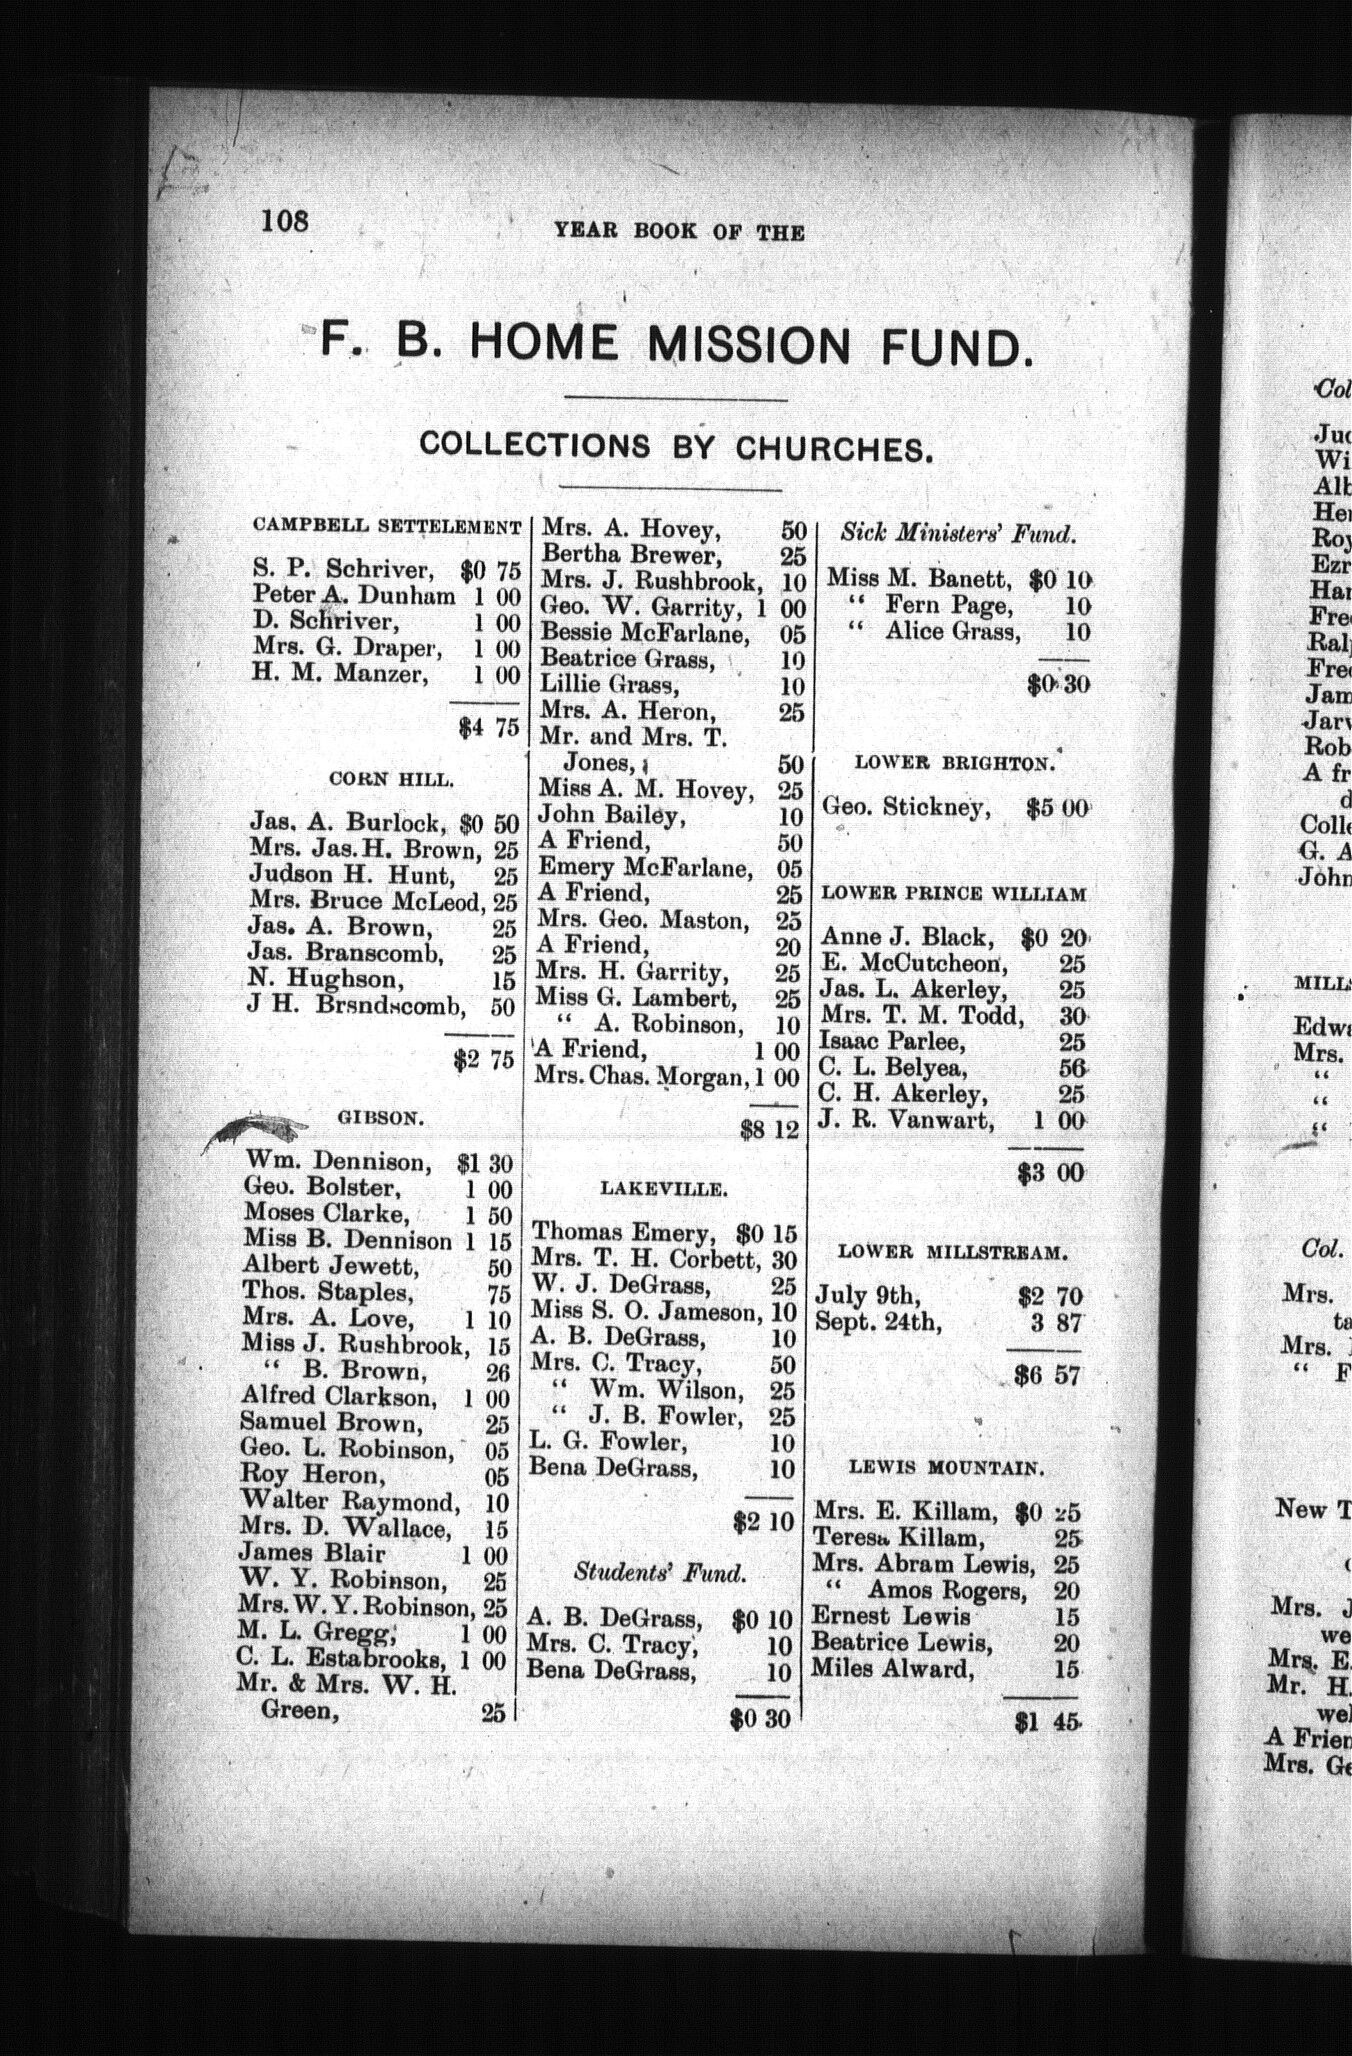 108
YEAR BOOK OF THE
F. B. HOME MISSION FUND.
COLLECTIONS BY CHURCHES.
CAMPBELL SETTELEMENT
S. P. Schriver, $0 75
Peter A. Dunham 1 00
D. Schriver, 1 00
Mrs. G. Draper, 1 00
H. M. Manzer, 1 00
$4 75
CORN HILL.
Jas. A. Burlock, $0 50
Mrs. Jas. H. Brown, 25
Judson H. Hunt, 25
Mrs. Bruce McLeod, 25
Jas. A. Brown, 25
Jas. Branscomb, 25
N. Hughson, 15
J H. Brsndscomb, 50
$2 75
GIBSON.
Wm. Dennison, $1 30
Geo. Bolster, 1 00
Moses Clarke, 1 50
Miss B. Dennison 1 15
Albert Jewett, 50
Thos. Staples, 75
Mrs. A. Love, 1 10
Miss J. Rushbrook, 15
“ B. Brown, 26
Alfred Clarkson, 1 00
Samuel Brown, 25
Geo. L. Robinson, 05
Roy Heron, 05
Walter Raymond, 10
Mrs. D. Wallace, 15
James Blair 1 00
W. Y. Robinson, 25
Mrs. W. Y. Robinson, 25
M. L. Gregg, 1 00
C. L. Estabrooks, 1 00
Mr. & Mrs. W. H.
Green, 25
Mrs. A. Hovey, 50
Bertha Brewer, 25
Mrs. J. Rushbrook, 10
Geo. W. Garrity, 1 00
Bessie McFarlane, 05
Beatrice Grass, 10
Lillie Grass, 10
Mrs. A. Heron, 25
Mr. and Mrs. T.
Jones, 50
Miss A. M. Hovey, 25
John Bailey, 10
A Friend, 50
Emery McFarlane, 05
A Friend, 25
Mrs. Geo. Maston, 25
A Friend, 20
Mrs. H. Garrity, 25
Miss G. Lambert, 25
“ A. Robinson, 10
A Friend, 1 00
Mrs. Chas. Morgan, 1 00
$8 12
LAKEVILLE.
Thomas Emery, $0 15
Mrs. T. H. Corbett, 30
W. J. DeGrass, 25
Miss S. O. Jameson, 10
A. B. DeGrass, 10
Mrs. C. Tracy, 50
“ Wm. Wilson, 25
“ J. B. Fowler, 25
L. G. Fowler, 10
Bena DeGrass, 10
$2 10
Students’ Fund.
A. B. DeGrass, $0 10
Mrs. C. Tracy, 10
Bena DeGrass, 10
$0 30
Sick Ministers’ Fund.
Miss M. Banett, $0 10
“ Fern Page, 10
“ Alice Grass, 10
$0 30
LOWER BRIGHTON.
Geo. Stickney, $5 00
LOWER PRINCE WILLIAM
Anne J. Black, $0 20
E. McCutcheon, 25
Jas. L. Akerley, 25
Mrs. T. M. Todd, 30
Isaac Parlee, 25
C. L. Belyea, 56
C. H. Akerley, 25
J. R. Vanwart, 1 00
$3 00
LOWER MILLSTREAM.
July 9th, $2 70
Sept. 24th, 3 87
$6 57
LEWIS MOUNTAIN.
Mrs. E. Killam, $0 25
Teresa Killam, 25
Mrs. Abram Lewis, 25
“ Amos Rogers, 20
Ernest Lewis 15
Beatrice Lewis, 20
Miles Alward, 15
$1 45
Col.
Mrs.
Mrs.
New
Mrs.
Mrs. E.
Mr. H.